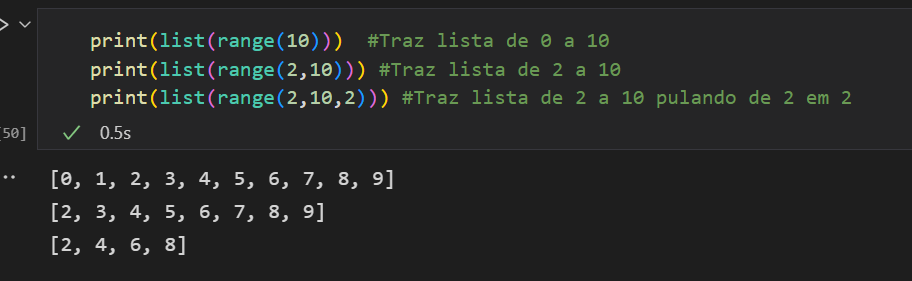 print(list(range(10)))  #Traz lista de 0 a 10
print(list(range(2,10))) #Traz lista de 2 a 10
print(list(range(2,10,2))) #Traz lista de 2 a 10 pulando de 2 em 2
50] ✓ 0.5s
[0, 1, 2, 3, 4, 5, 6, 7, 8, 9]
[2, 3, 4, 5, 6, 7, 8, 9]
[2, 4, 6, 8]